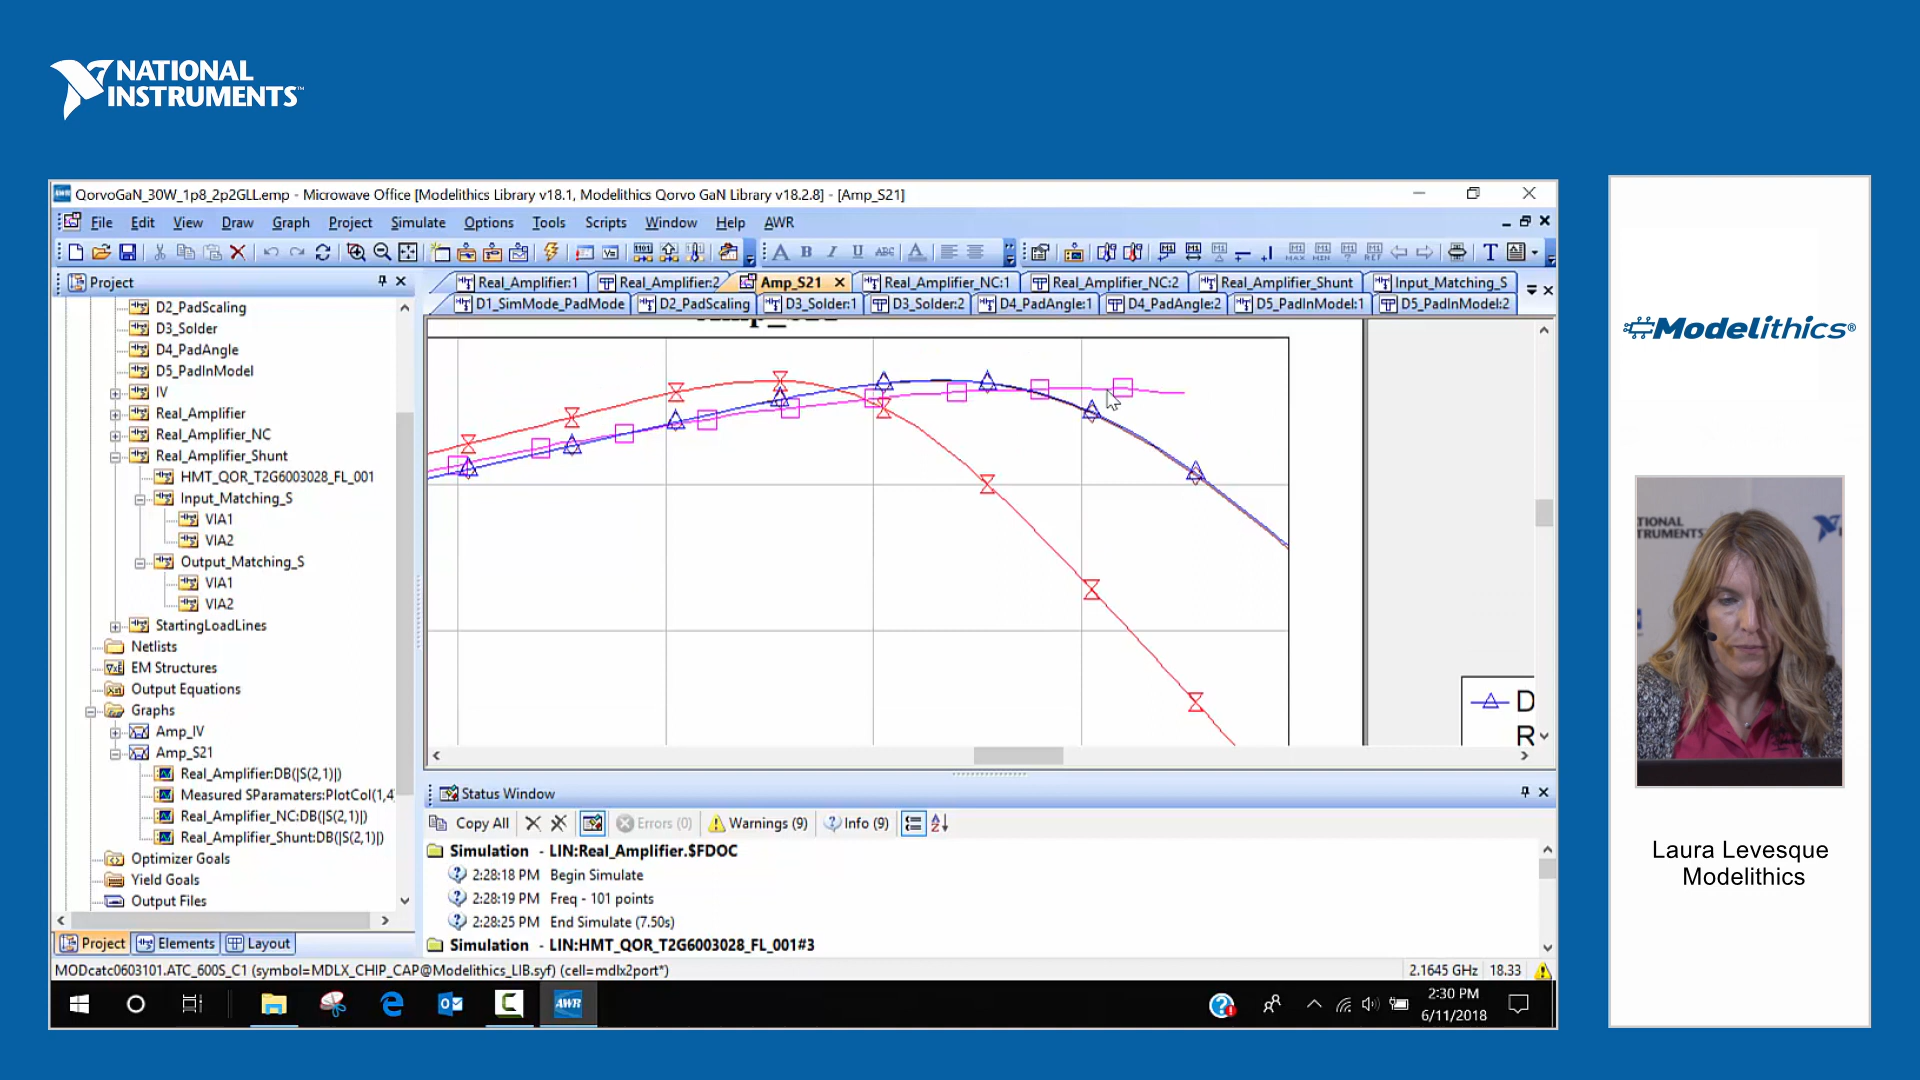 NATIONAL
INSTRUMENTS™
QorvoGaN_30W_1p8_2p2GLL.emp - Microwave Office [Modelithics Library v18.1, Modelithics Qorvo GaN Library v18.2.8] - [Amp_S21]
File Edit View Draw Graph Project Simulate Options Tools Scripts Window Help AWR
Project
Real_Amplifier:1 Real_Amplifier:2 Amp_S21 Real_Amplifier_NC:1 Real_Amplifier_NC:2 Real_Amplifier_Shunt Input_Matching_S
D1_SimMode_PadMode D2_PadScaling D3_Solder:1 D3_Solder:2 D4_PadAngle:1 D4_PadAngle:2 D5_PadInModel:1 D5_PadInModel:2
D2_PadScaling
D3_Solder
D4_PadAngle
D5_PadInModel
IV
Real_Amplifier
Real_Amplifier_NC
Real_Amplifier_Shunt
HMT_QOR_T2G6003028_FL_001
Input_Matching_S
VIA1
VIA2
Output_Matching_S
VIA1
VIA2
StartingLoadLines
Netlists
EM Structures
Output Equations
Graphs
Amp_IV
Amp_S21
Real_Amplifier:DB(|S(2,1)|)
Measured SParamaters:PlotCol(1,4
Real_Amplifier_NC:DB(|S(2,1)|)
Real_Amplifier_Shunt:DB(|S(2,1)|)
Optimizer Goals
Yield Goals
Output Files
Project Elements Layout
D
R
Status Window
Copy All Errors (0) Warnings (9) Info (9)
Simulation - LIN:Real_Amplifier.$FDOC
2:28:18 PM Begin Simulate
2:28:19 PM Freq - 101 points
2:28:25 PM End Simulate (7.50s)
Simulation - LIN:HMT_QOR_T2G6003028_FL_001#3
MODcatc0603101.ATC_600S_C1 (symbol=MDLX_CHIP_CAP@Modelithics_LIB.syf) (cell=mdlx2port*)
2.1645 GHz 18.33
2:30 PM
6/11/2018
Modelithics®
Laura Levesque
Modelithics